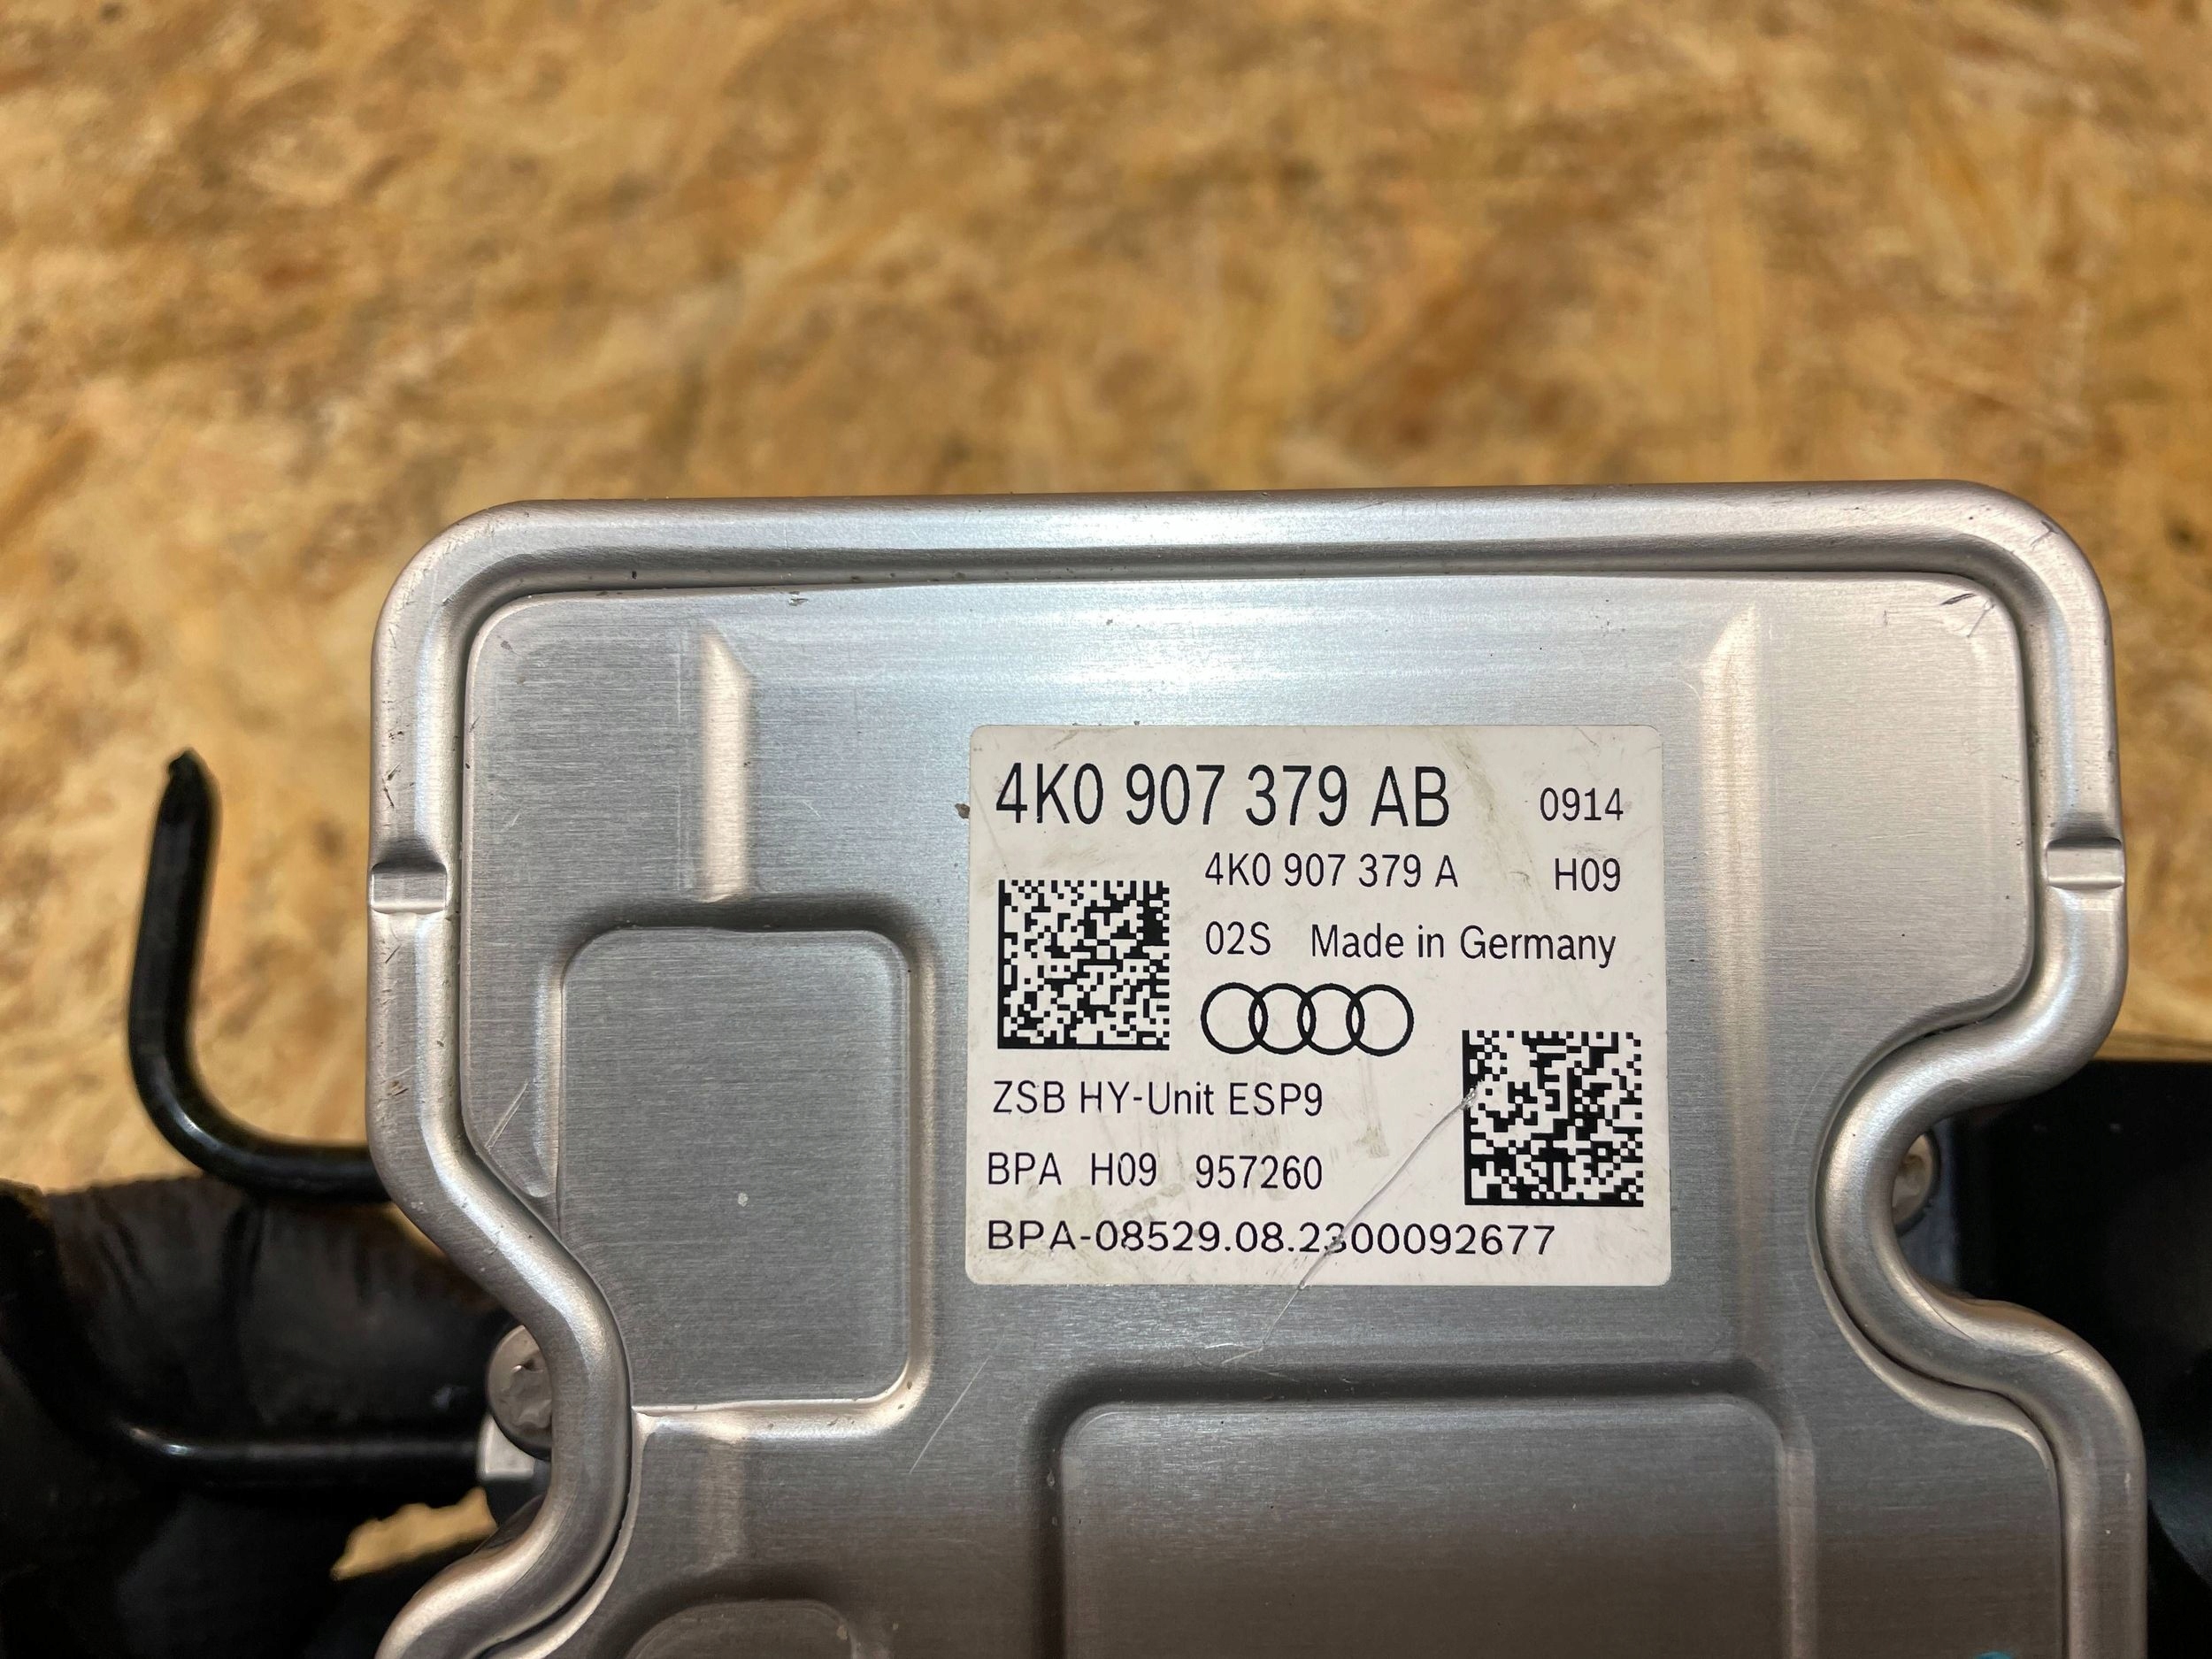 4K0 907 379 AB 0914
4K0 907 379 A H09
02S Made in Germany
ZSB HY-Unit ESP9
BPA H09 957260
BPA-08529.08.2300092677